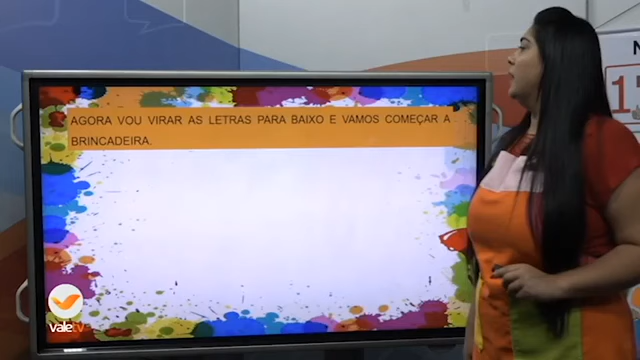 AGORA VOU VIRAR AS LETRAS PARA BAIXO E VAMOS COMEÇAR A
BRINCADEIRA.
valetv